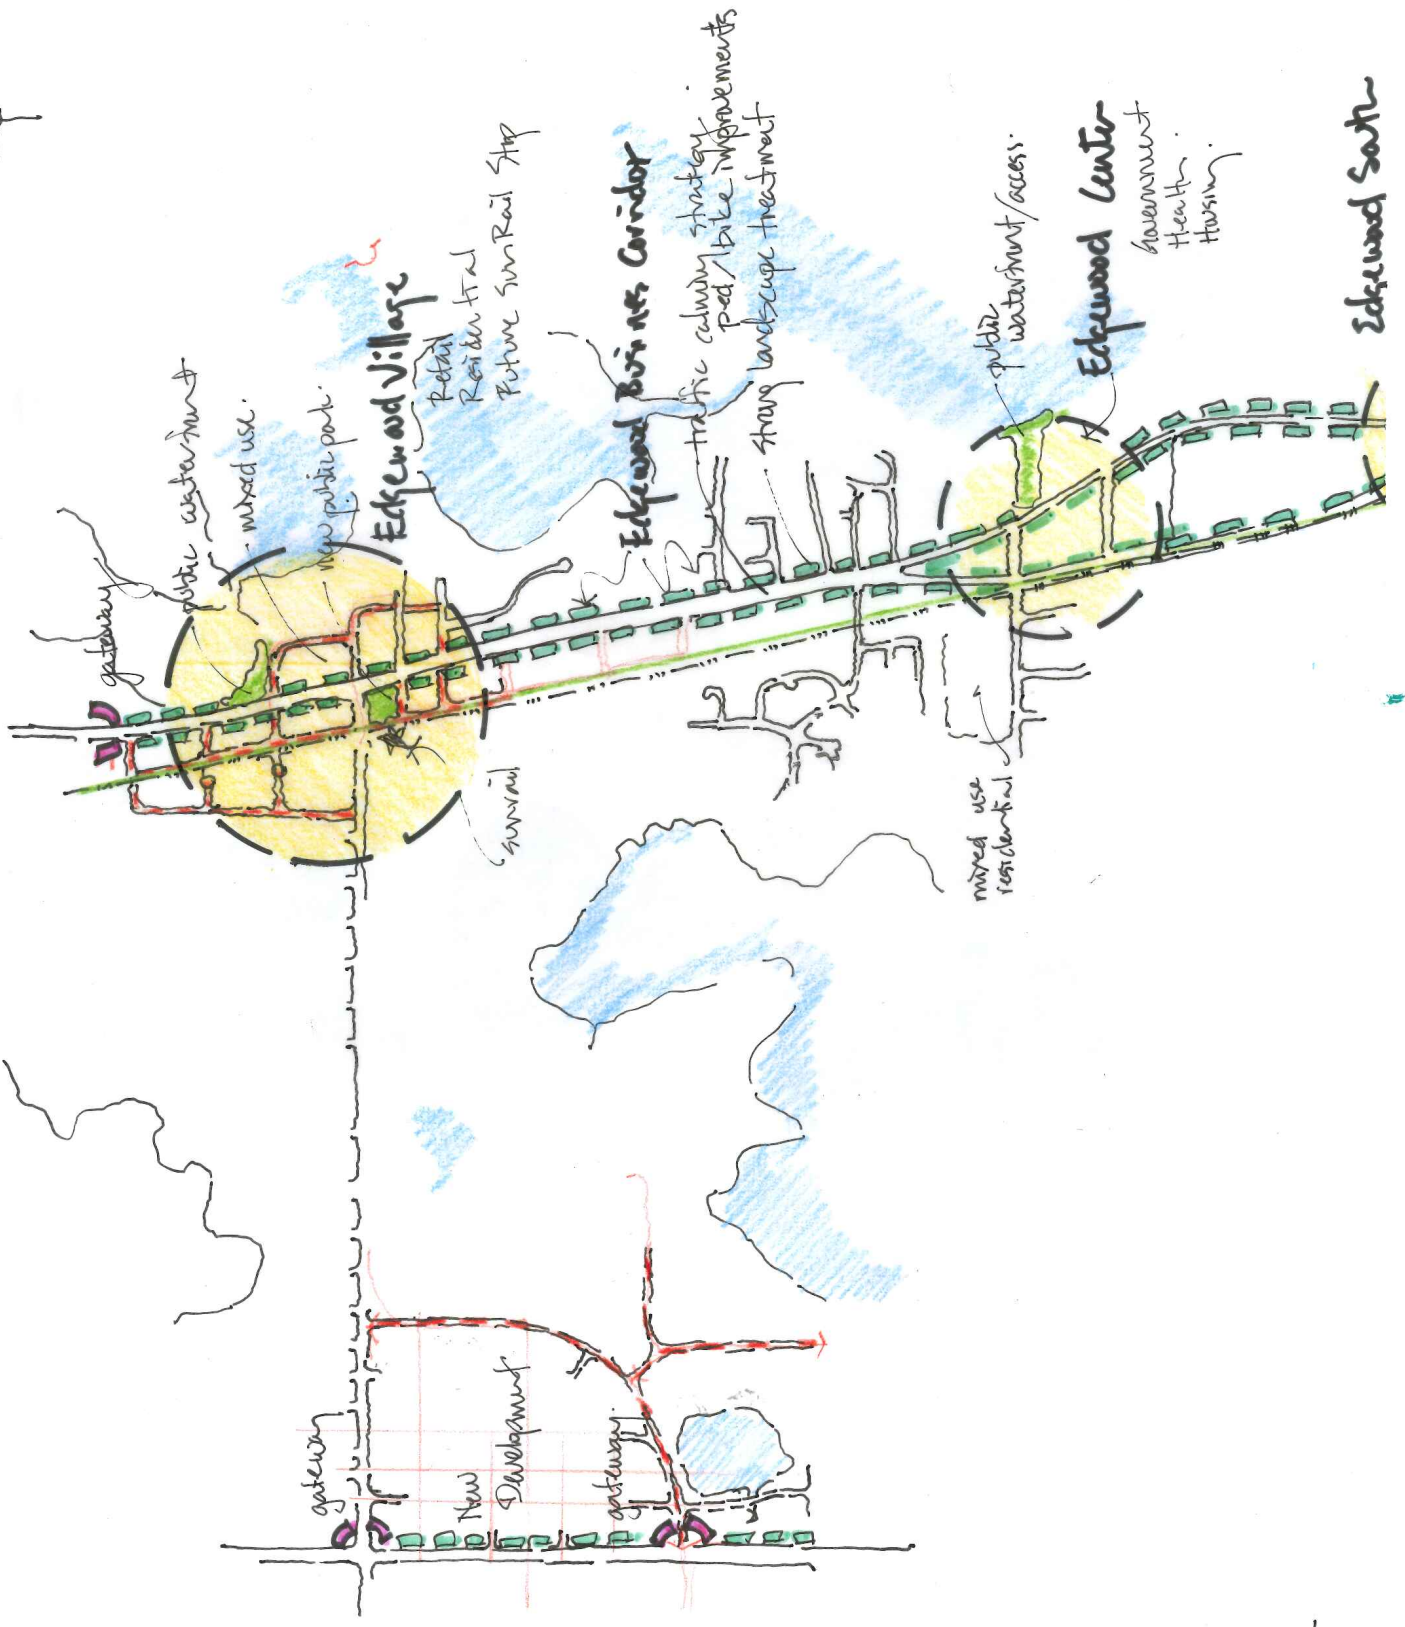 gateway
public waterfront
mixed use.
new public park.
Edgewood Village
Retail
Residential
Future SunRail Stop
sunrail
Edgewood Business Corridor
traffic calming strategy
ped/bike improvements
strong landscape treatment
public
waterfront/access.
Edgewood Center
Government
Health.
Housing.
mixed use
residential
Edgewood South
gateway
New
Development
gateway.